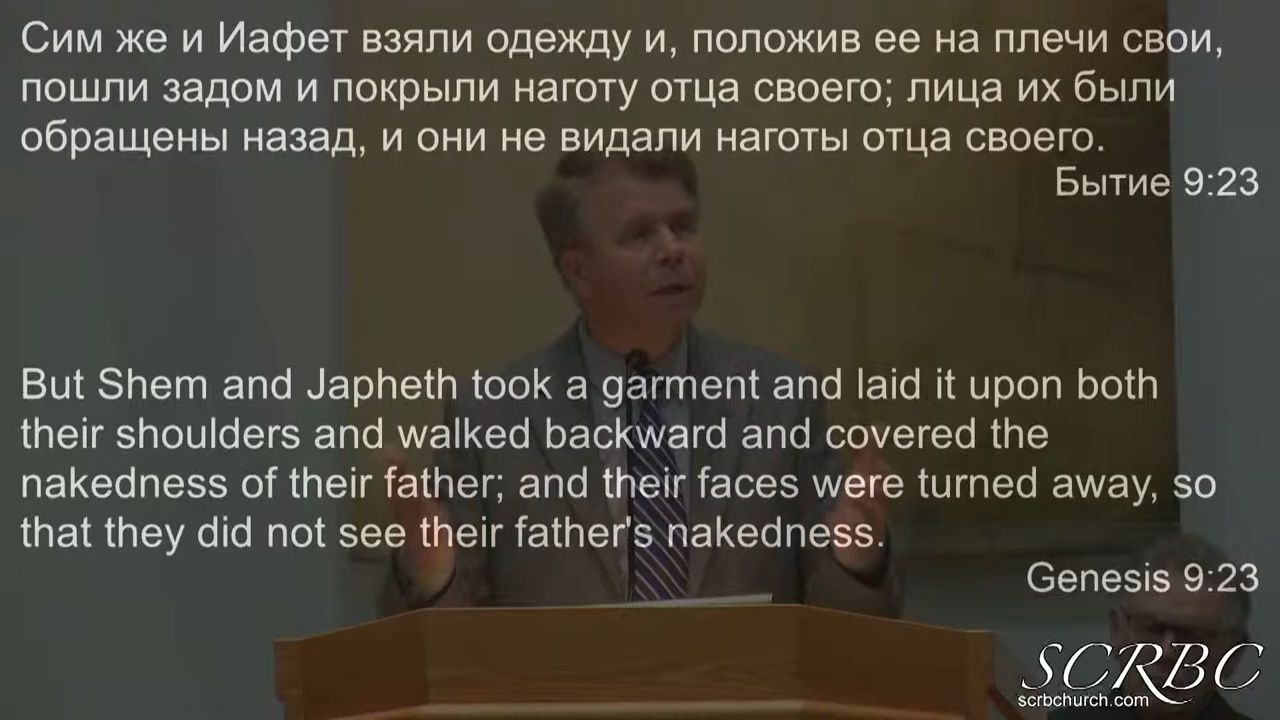 Сим же и Иафет взяли одежду и, положив ее на плечи свои,
пошли задом и покрыли наготу отца своего; лица их были
обращены назад, и они не видали наготы отца своего.
Бытие 9:23
But Shem and Japheth took a garment and laid it upon both
their shoulders and walked backward and covered the
nakedness of their father; and their faces were turned away, so
that they did not see their father's nakedness.
Genesis 9:23
SCRBC
scrbchurch.com